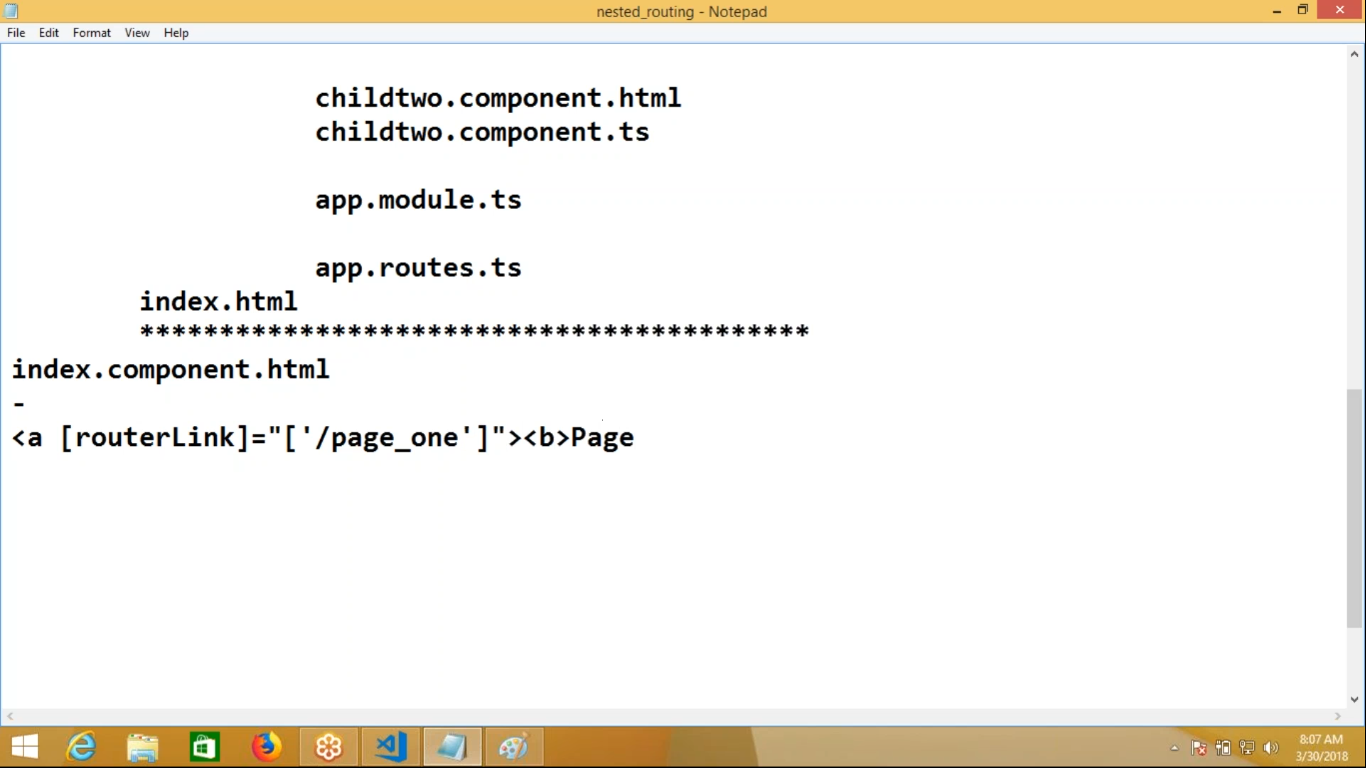 nested_routing - Notepad
File Edit Format View Help
childtwo.component.html
childtwo.component.ts
app.module.ts
app.routes.ts
index.html
******************************************
index.component.html
-
<a [routerLink]="['/page_one']"><b>Page
8:07 AM
3/30/2018